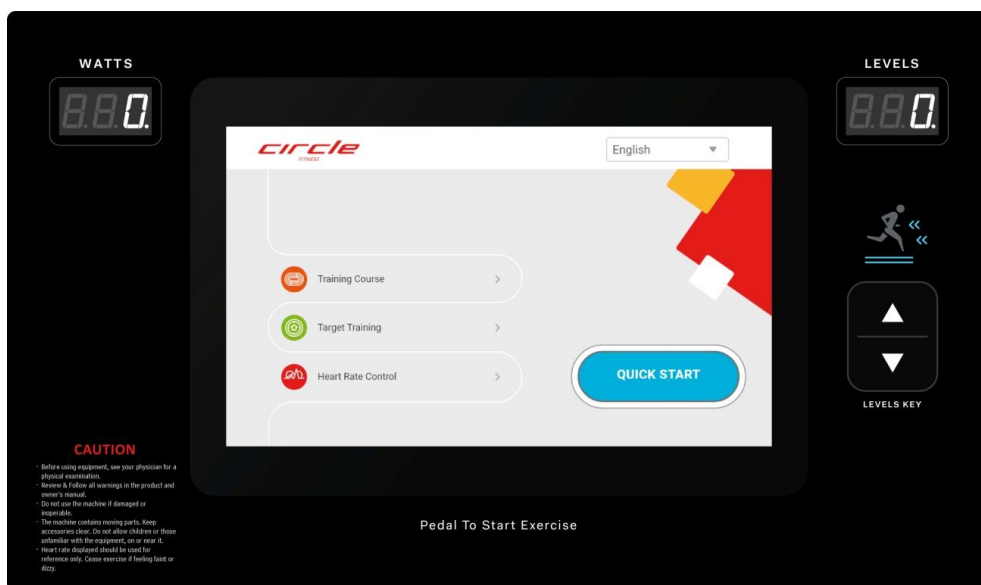 WATTS
LEVELS
0.
0.
circle
FITNESS
English
Training Course
Target Training
Heart Rate Control
QUICK START
LEVELS KEY
CAUTION
· Before using equipment, see your physician for a
physical examination.
· Review & Follow all warnings in the product and
owner's manual.
· Do not use the machine if damaged or
inoperable.
· The machine contains moving parts. Keep
accessories clear. Do not allow children or those
unfamiliar with the equipment, on or near it.
· Heart rate displayed should be used for
reference only. Cease exercise if feeling faint or
dizzy.
Pedal To Start Exercise